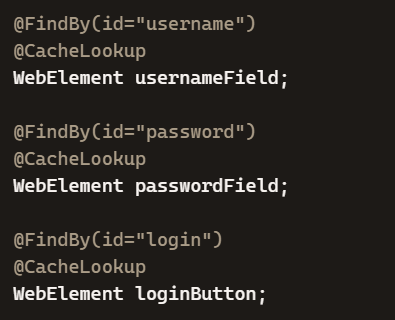 @FindBy(id="username")
@CacheLookup
WebElement usernameField;
@FindBy(id="password")
@CacheLookup
WebElement passwordField;
@FindBy(id="login")
@CacheLookup
WebElement loginButton;